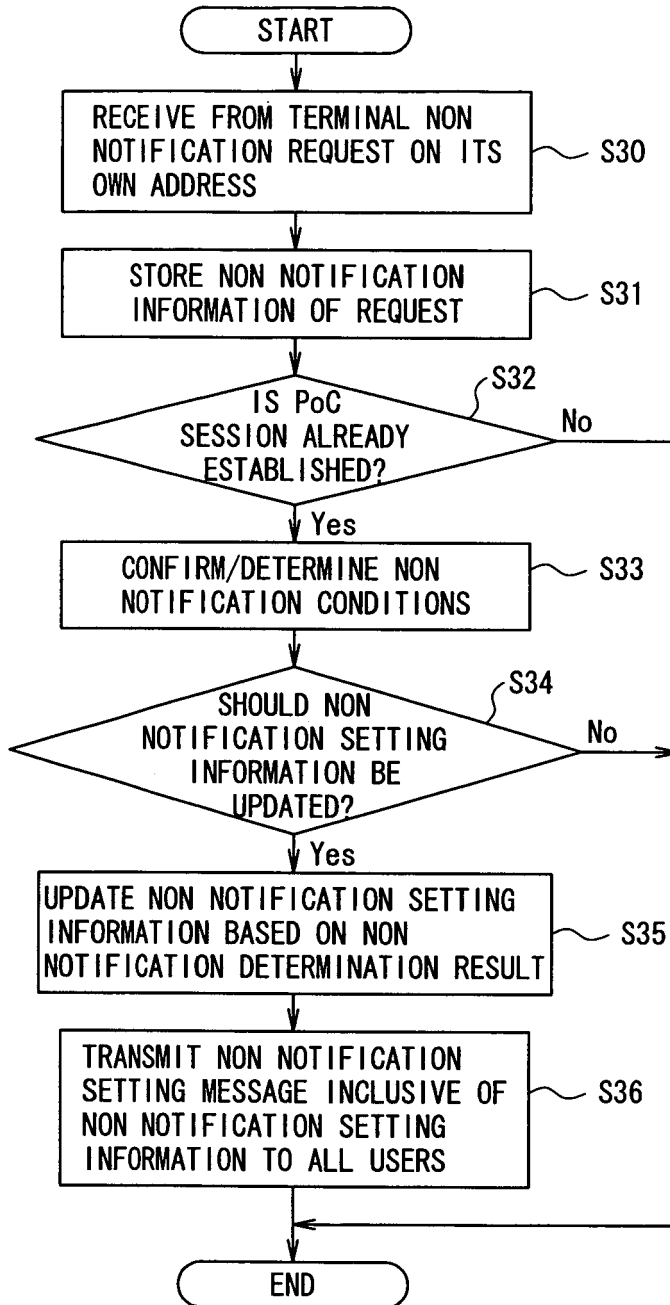 START
RECEIVE FROM TERMINAL NON
NOTIFICATION REQUEST ON ITS
OWN ADDRESS
S30
STORE NON NOTIFICATION
INFORMATION OF REQUEST
S31
S32
IS PoC
SESSION ALREADY
ESTABLISHED?
No
Yes
CONFIRM/DETERMINE NON
NOTIFICATION CONDITIONS
S33
S34
SHOULD NON
NOTIFICATION SETTING
INFORMATION BE
UPDATED?
No
Yes
UPDATE NON NOTIFICATION SETTING
INFORMATION BASED ON NON
NOTIFICATION DETERMINATION RESULT
S35
TRANSMIT NON NOTIFICATION
SETTING MESSAGE INCLUSIVE OF
NON NOTIFICATION SETTING
INFORMATION TO ALL USERS
S36
END